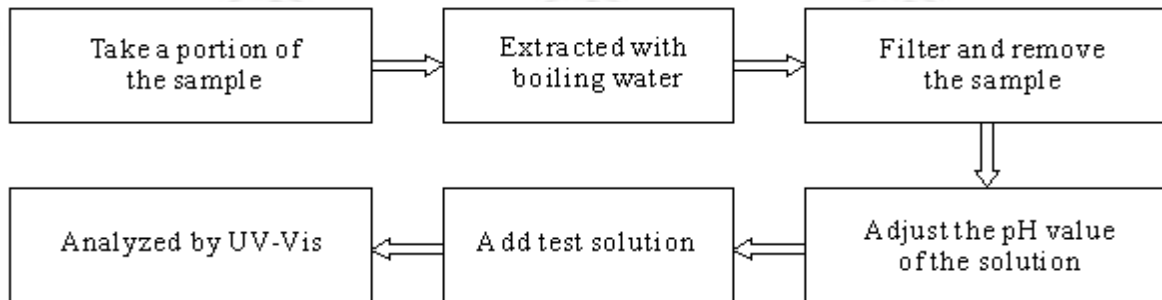 Take a portion of
the sample
Extracted with
boiling water
Filter and remove
the sample
Adjust the pH value
of the solution
Add test solution
Analyzed by UV-Vis